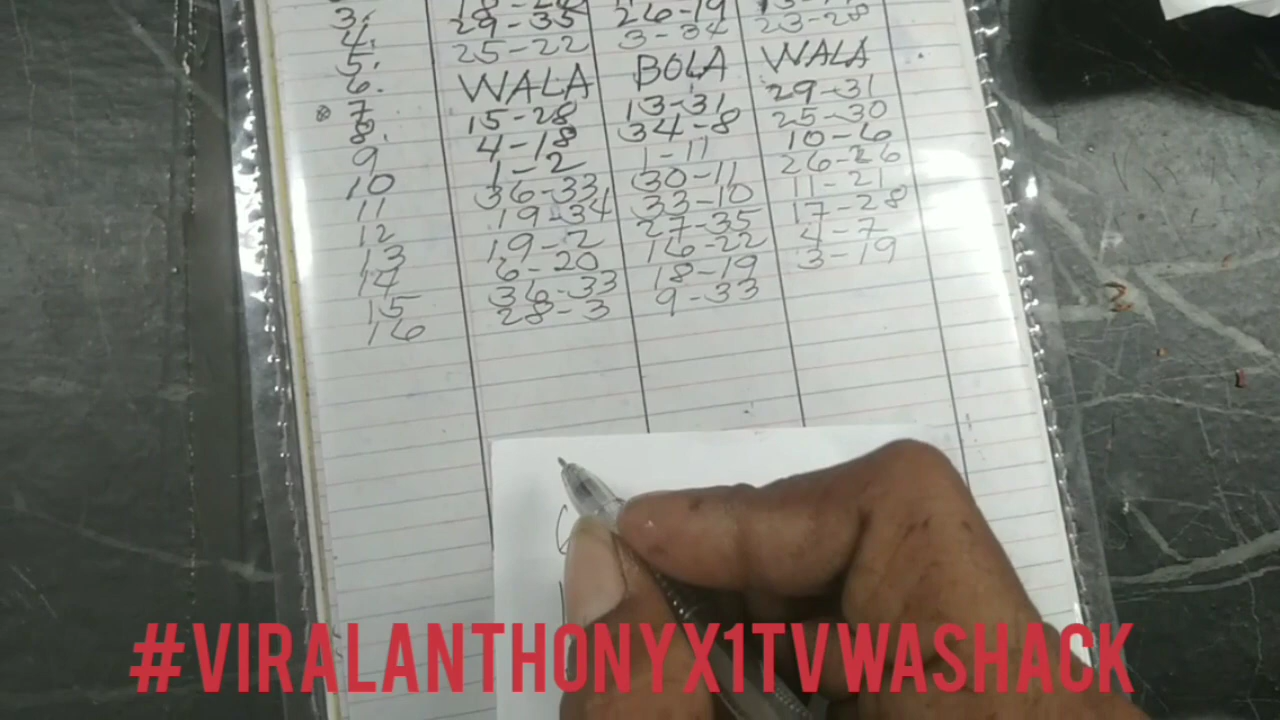 3.
4.
5. 29-35 26-19
6. 25-22 3-34 23-28
7 WALA BOLA WALA
8. 15-28 13-31 29-31
9 4-18 34-8 25-30
10 1-2 1-11 10-6
11 36-33 30-11 26-26
12 19-34 33-10 11-21
13 19-2 27-35 17-28
14 6-20 16-22 4-7
15 36-33 18-19 3-19
16 28-3 9-33
#VIRALANTHONYX1TVWASHACK